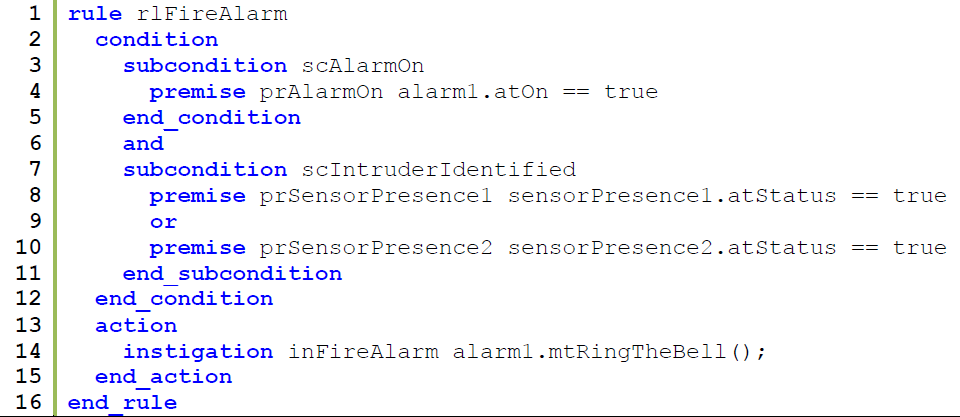 1 rule rlFireAlarm
2 condition
3 subcondition scAlarmOn
4 premise prAlarmOn alarm1.atOn == true
5 end_condition
6 and
7 subcondition scIntruderIdentified
8 premise prSensorPresence1 sensorPresence1.atStatus == true
9 or
10 premise prSensorPresence2 sensorPresence2.atStatus == true
11 end_subcondition
12 end_condition
13 action
14 instigation inFireAlarm alarm1.mtRingTheBell();
15 end_action
16 end_rule